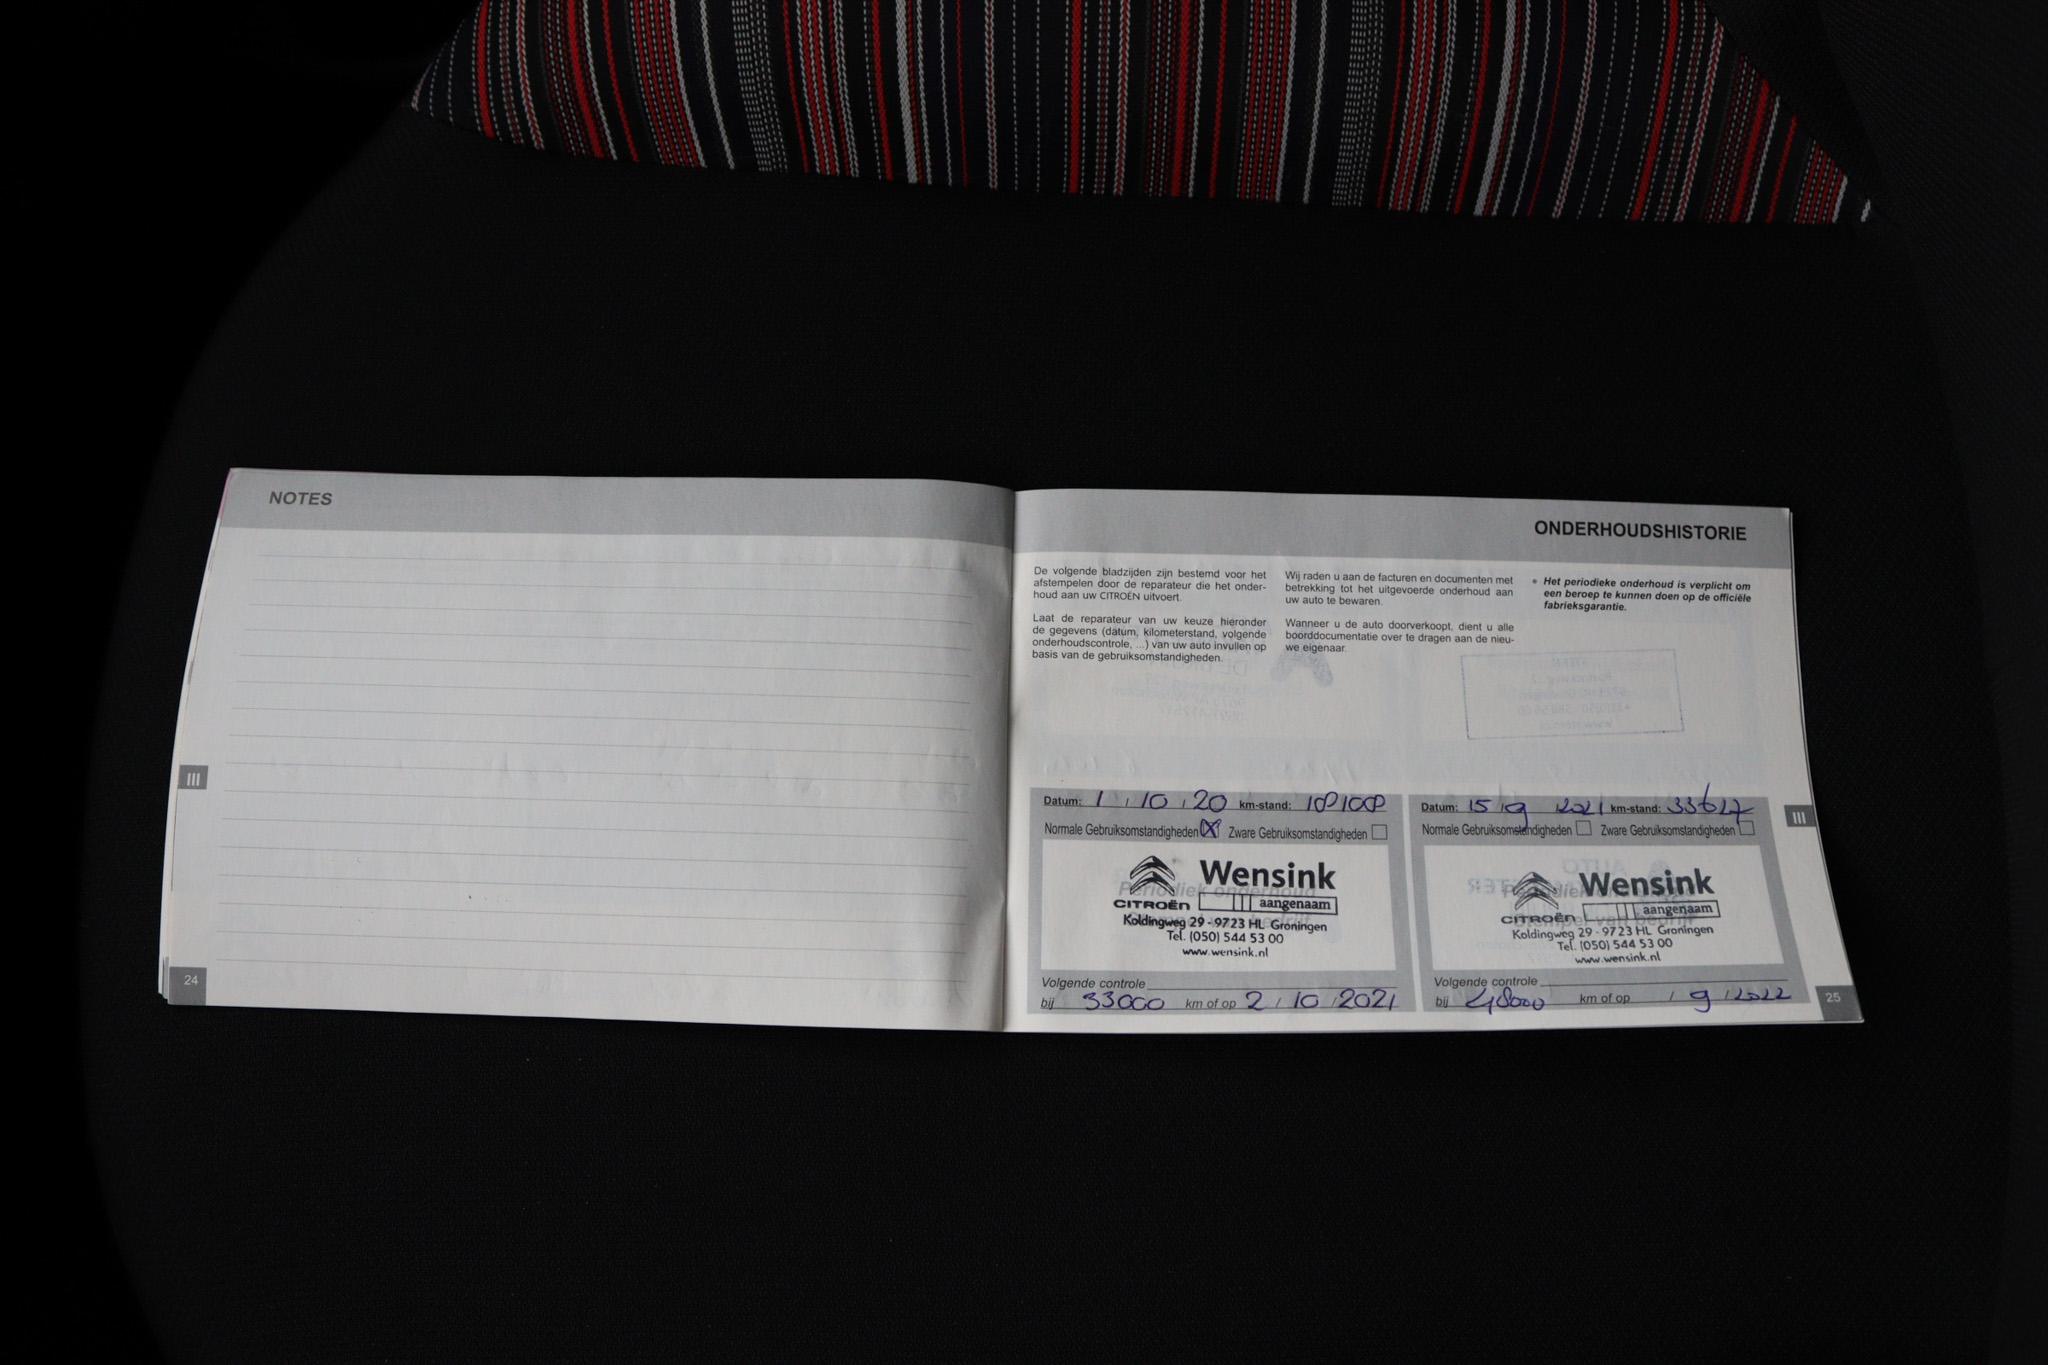 NOTES
III
24
ONDERHOUDSHISTORIE
De volgende bladzijden zijn bestemd voor het
afstempelen door de reparateur die het onder-
houd aan uw CITROËN uitvoert.
Laat de reparateur van uw keuze hieronder
de gegevens (datum, kilometerstand, volgende
onderhoudscontrole, ...) van uw auto invullen op
basis van de gebruiksomstandigheden.
Wij raden u aan de facturen en documenten met
betrekking tot het uitgevoerde onderhoud aan
uw auto te bewaren.
Wanneer u de auto doorverkoopt, dient u alle
boorddocumentatie over te dragen aan de nieu-
we eigenaar.
• Het periodieke onderhoud is verplicht om
een beroep te kunnen doen op de officiële
fabrieksgarantie.
Datum: 1 / 10 / 20 km-stand: 18108
Normale Gebruiksomstandigheden X Zware Gebruiksomstandigheden
Periodiek onderhoud
Wensink
CITROËN aangenaam
Koldingweg 29 - 9723 HL Groningen
Tel. (050) 544 53 00
www.wensink.nl
Volgende controle
bij 33000 km of op 2 / 10 / 2021
Datum: 15 / 9 / 2021 km-stand: 33627
Normale Gebruiksomstandigheden Zware Gebruiksomstandigheden
Wensink
CITROËN aangenaam
Stempel van bedrijf
Koldingweg 29 - 9723 HL Groningen
Tel. (050) 544 53 00
www.wensink.nl
Volgende controle
bij 48000 km of op / 9 / 2022
III
25